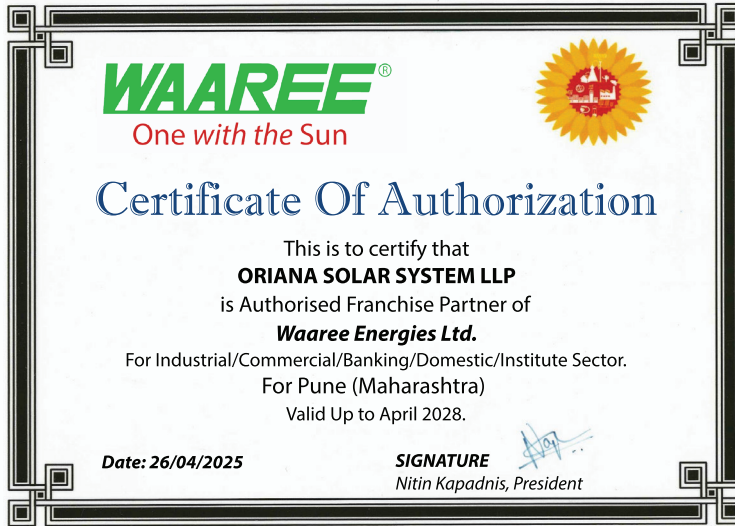 WAAREE®
One with the Sun
Certificate Of Authorization
This is to certify that
ORIANA SOLAR SYSTEM LLP
is Authorised Franchise Partner of
Waaree Energies Ltd.
For Industrial/Commercial/Banking/Domestic/Institute Sector.
For Pune (Maharashtra)
Valid Up to April 2028.
Date: 26/04/2025
SIGNATURE
Nitin Kapadnis, President